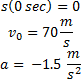 s(0 sec) = 0
v₀ = 70 m/s
a = −1.5 m/s²